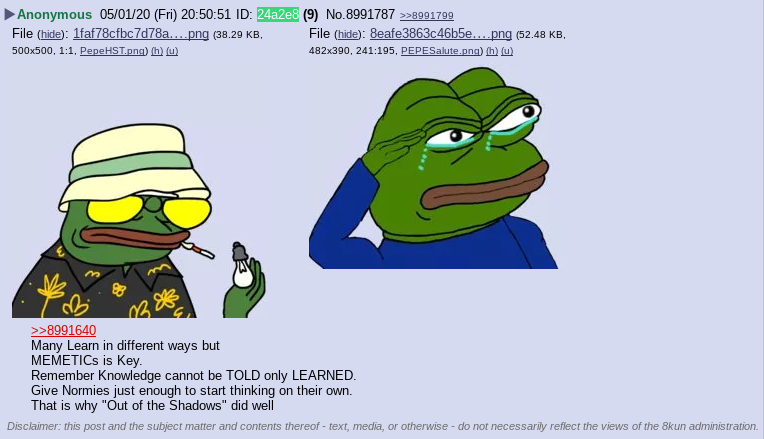 ▶Anonymous 05/01/20 (Fri) 20:50:51 ID: 24a2e8 (9) No.8991787 >>8991799
File (hide): 1faf78cfbc7d78a….png (38.29 KB, 500x500, 1:1, PepeHST.png) (h) (u)
File (hide): 8eafe3863c46b5e….png (52.48 KB, 482x390, 241:195, PEPESalute.png) (h) (u)
>>8991640
Many Learn in different ways but
MEMETICs is Key.
Remember Knowledge cannot be TOLD only LEARNED.
Give Normies just enough to start thinking on their own.
That is why "Out of the Shadows" did well
Disclaimer: this post and the subject matter and contents thereof - text, media, or otherwise - do not necessarily reflect the views of the 8kun administration.